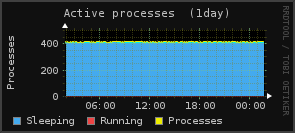 Active processes (1day)
RRDTOOL / TOBI OETIKER
Processes
400
200
0
06:00 12:00 18:00 00:00
Sleeping Running Processes